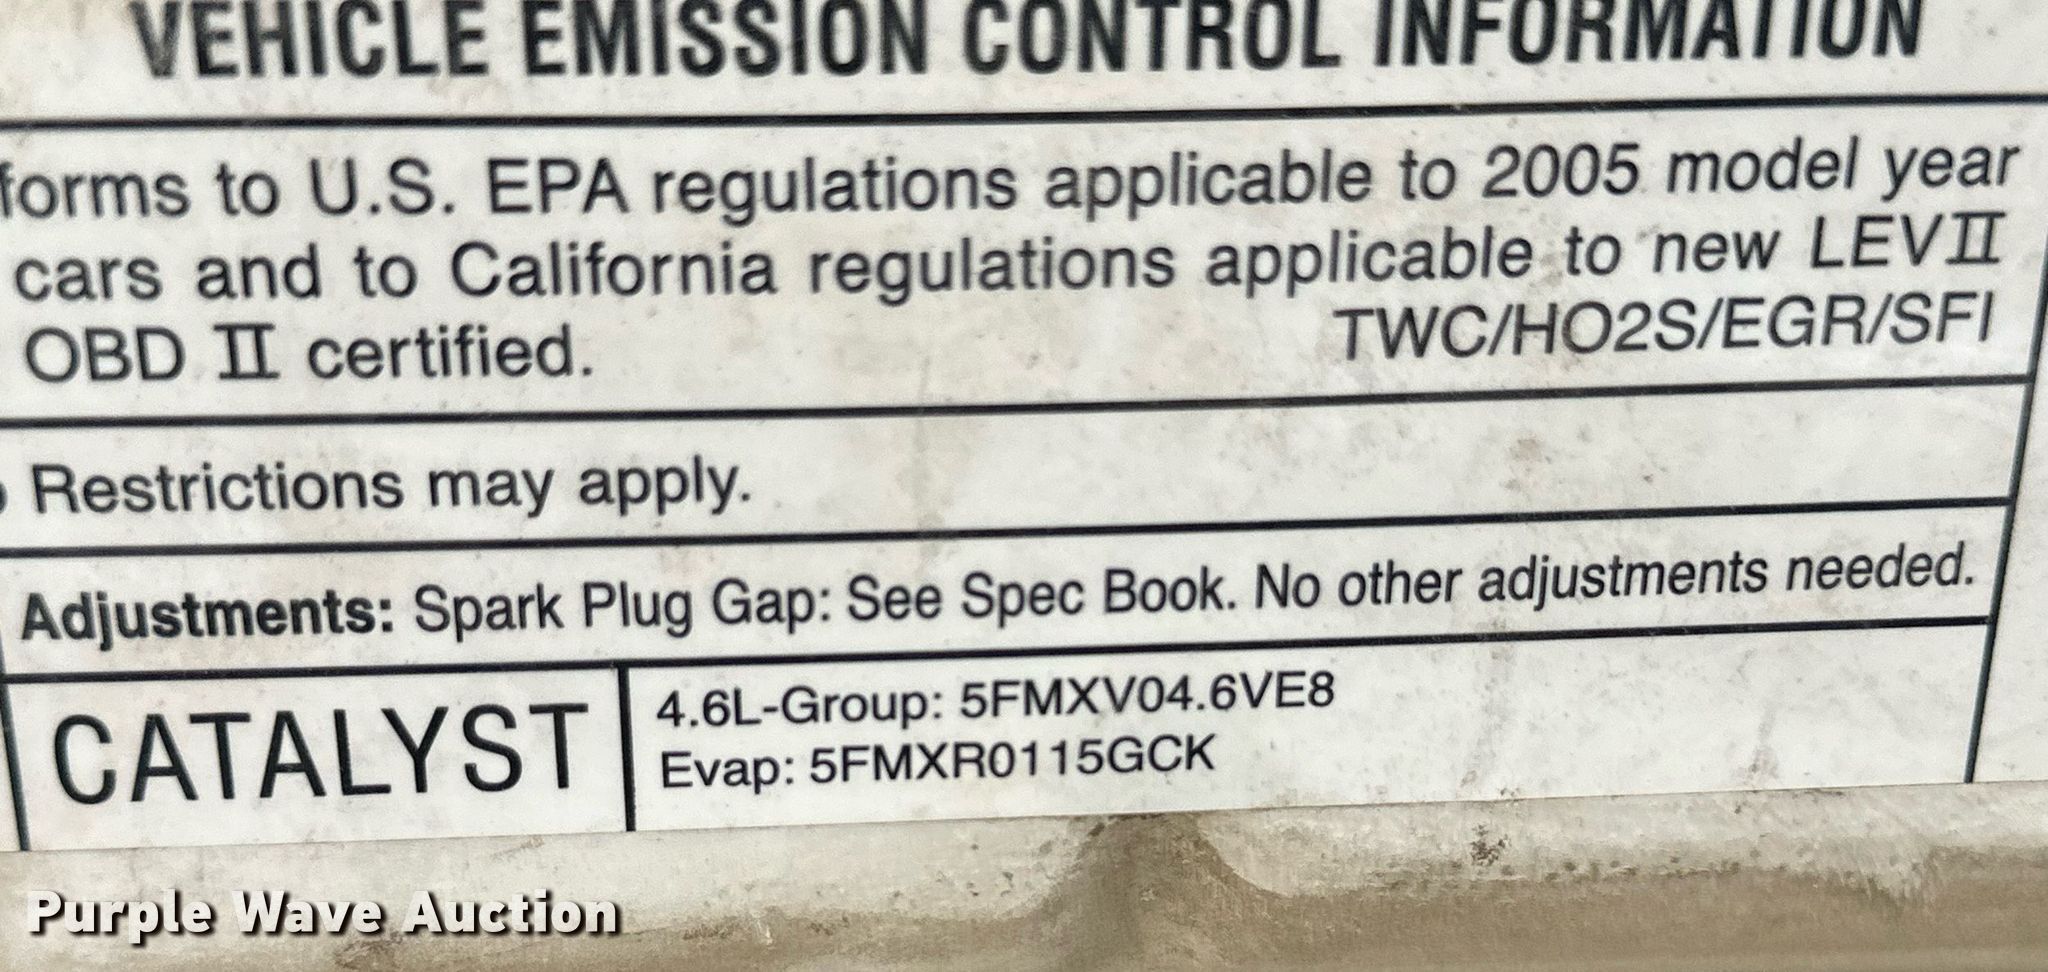 VEHICLE EMISSION CONTROL INFORMATION
forms to U.S. EPA regulations applicable to 2005 model year
cars and to California regulations applicable to new LEV II
OBD II certified. TWC/HO2S/EGR/SFI
Restrictions may apply.
Adjustments: Spark Plug Gap: See Spec Book. No other adjustments needed.
CATALYST
4.6L-Group: 5FMXV04.6VE8
Evap: 5FMXR0115GCK
Purple Wave Auction